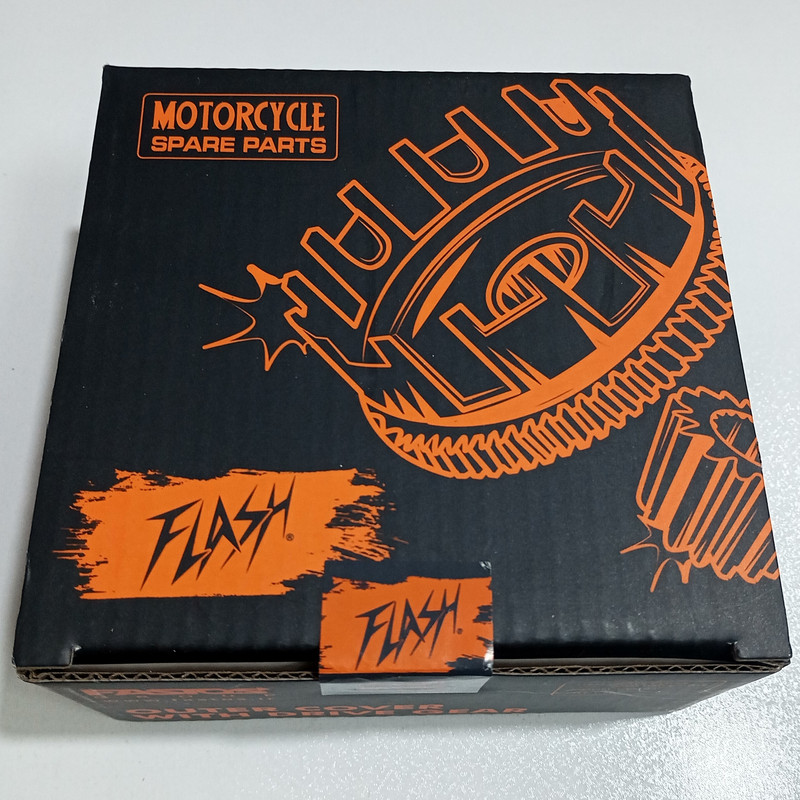 MOTORCYCLE
SPARE PARTS
FLASH®
FLASH®
OUTER COVER
WITH DRIVE GEAR